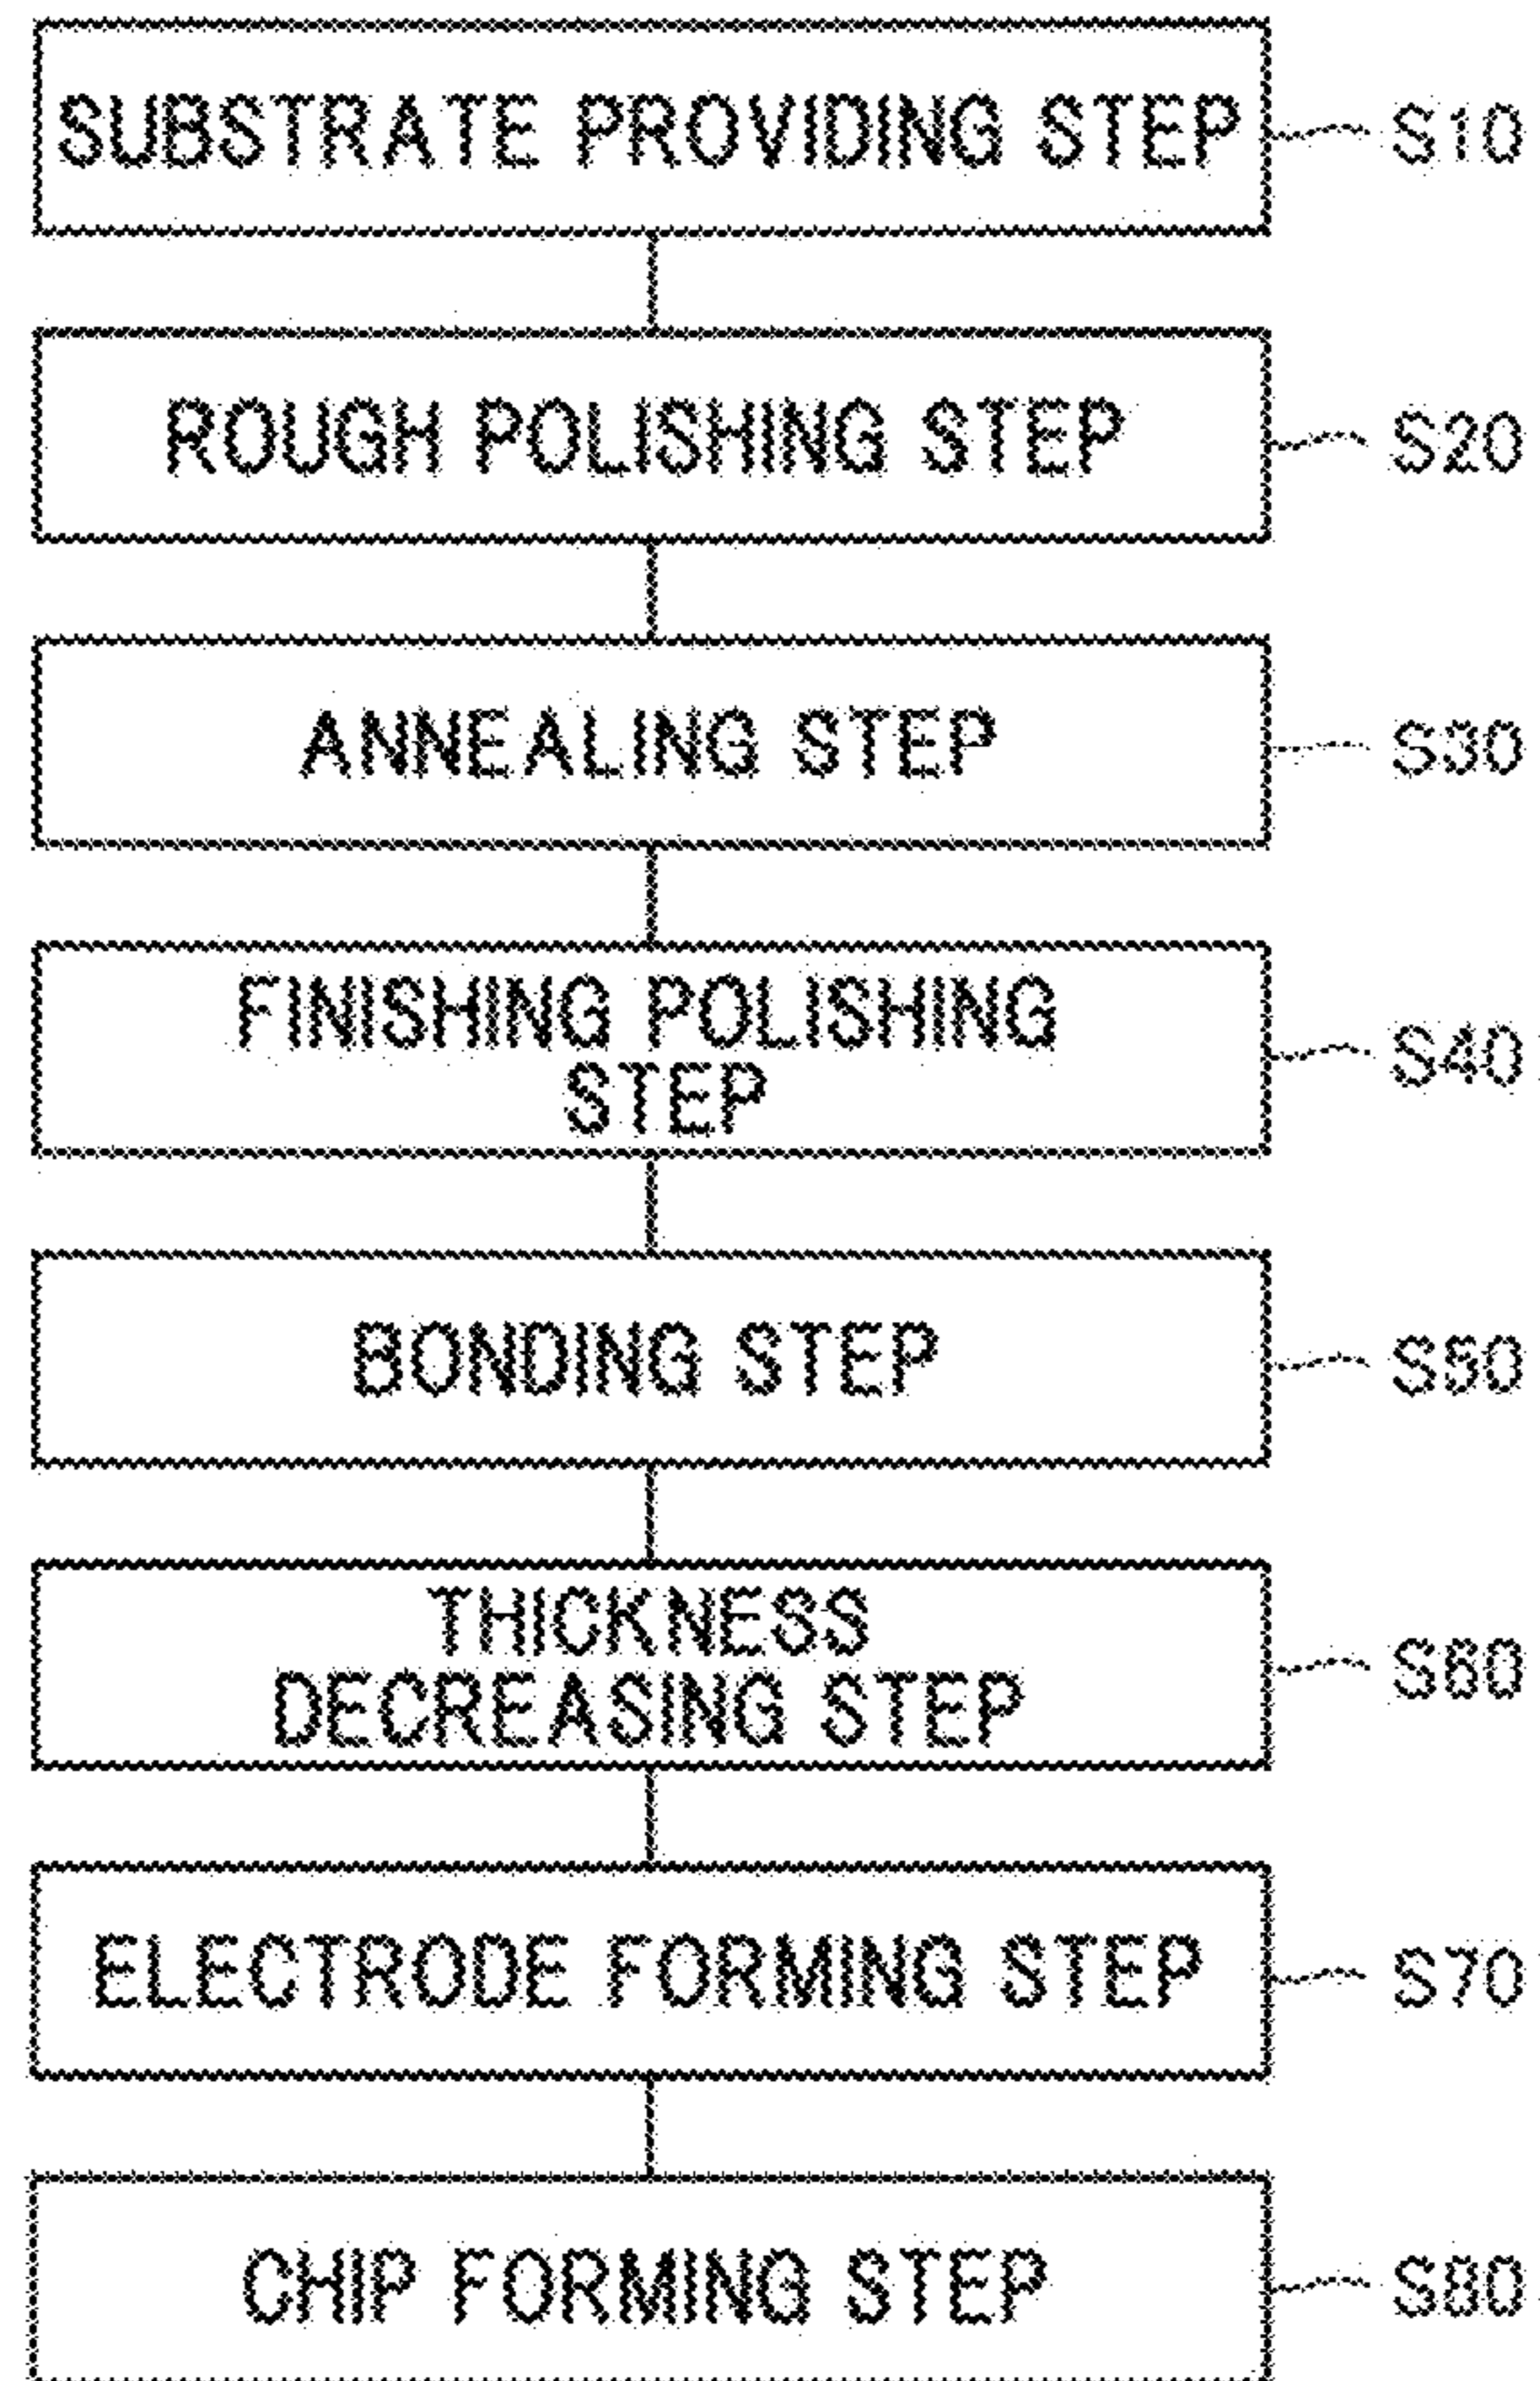 SUBSTRATE PROVIDING STEP S10
ROUGH POLISHING STEP S20
ANNEALING STEP S30
FINISHING POLISHING
STEP
S40
BONDING STEP S50
THICKNESS
DECREASING STEP
S60
ELECTRODE FORMING STEP S70
CHIP FORMING STEP S80